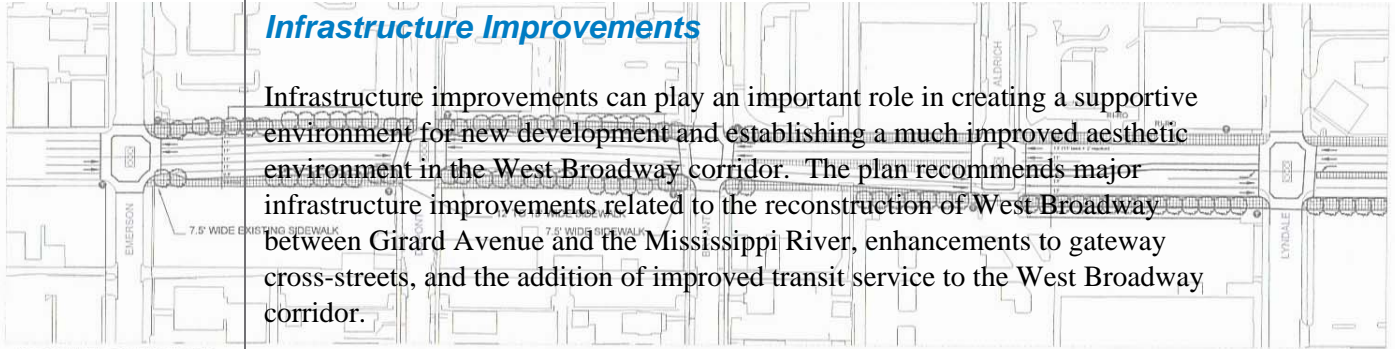 Infrastructure Improvements
Infrastructure improvements can play an important role in creating a supportive
environment for new development and establishing a much improved aesthetic
environment in the West Broadway corridor. The plan recommends major
infrastructure improvements related to the reconstruction of West Broadway
between Girard Avenue and the Mississippi River, enhancements to gateway
cross-streets, and the addition of improved transit service to the West Broadway
corridor.
EMERSON
7.5' WIDE EXISTING SIDEWALK
WIDE SIDEWALK
7.5' WIDE SIDEWALK
ALDRICH
LYNDALE